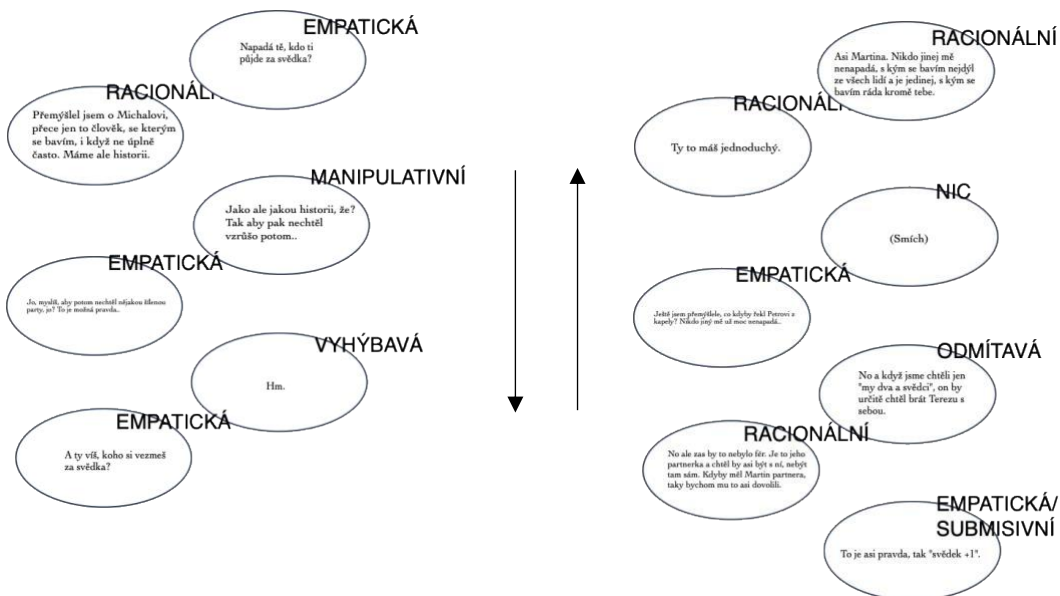 EMPATICKÁ
Napadá tě, kdo ti
půjde za svědka?
RACIONÁLN
Přemýšlel jsem o Michalovi,
přece jen to člověk, se kterým
se bavím, i když ne úplně
často. Máme ale historii.
MANIPULATIVNÍ
Jako ale jakou historii, že?
Tak aby pak nechtěl
vzrůšo potom..
EMPATICKÁ
Jo, myslíš, aby potom nechtěl nějakou šílenou
party, jo? To je možná pravda..
VYHÝBAVÁ
Hm.
EMPATICKÁ
A ty víš, koho si vezmeš
za svědka?
RACIONÁLNÍ
Asi Martina. Nikdo jinej mě
nenapadá, s kým se bavím nejdýl
ze všech lidí a je jedinej, s kým se
bavím ráda kromě tebe.
RACIONÁLN
Ty to máš jednoduchý.
NIC
(Smích)
EMPATICKÁ
Ještě jsem přemýšlele, co kdyby řekl Petrovi z
kapely? Nikdo jiný mě už moc nenapadá..
ODMÍTAVÁ
No a když jsme chtěli jen
"my dva a svědci", on by
určitě chtěl brát Terezu s
sebou.
RACIONÁLNÍ
No ale zas by to nebylo fér. Je to jeho
partnerka a chtěl by asi být s ní, nebýt
tam sám. Kdyby měl Martin partnera,
taky bychom mu to asi dovolili.
EMPATICKÁ/
SUBMISIVNÍ
To je asi pravda, tak "svědek +1".